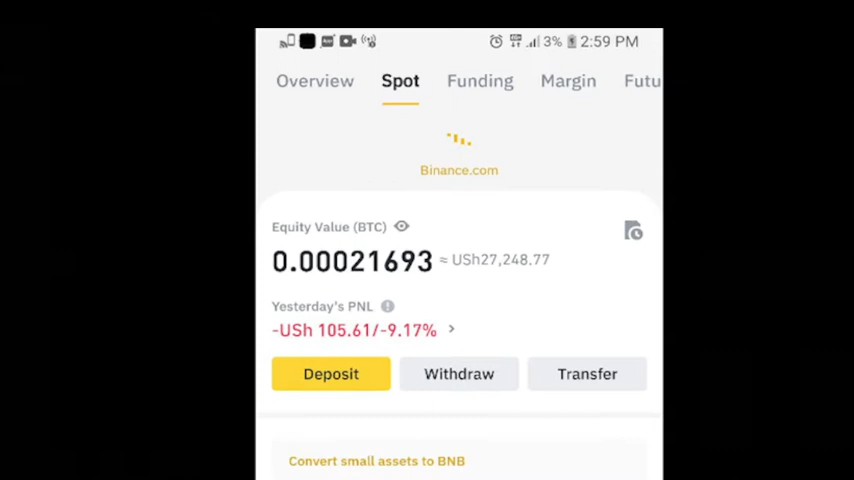 3% 2:59 PM
Overview Spot Funding Margin Futu
Binance.com
Equity Value (BTC)
0.00021693 ≈ USh27,248.77
Yesterday's PNL
-USh 105.61/-9.17% >
Deposit Withdraw Transfer
Convert small assets to BNB